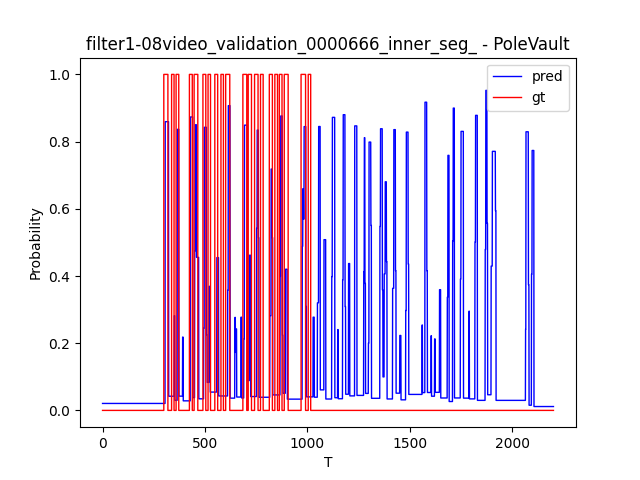 filter1-08video_validation_0000666_inner_seg_ - PoleVault
pred
gt
1.0
0.8
0.6
0.4
0.2
0.0
Probability
0
500
1000
1500
2000
T